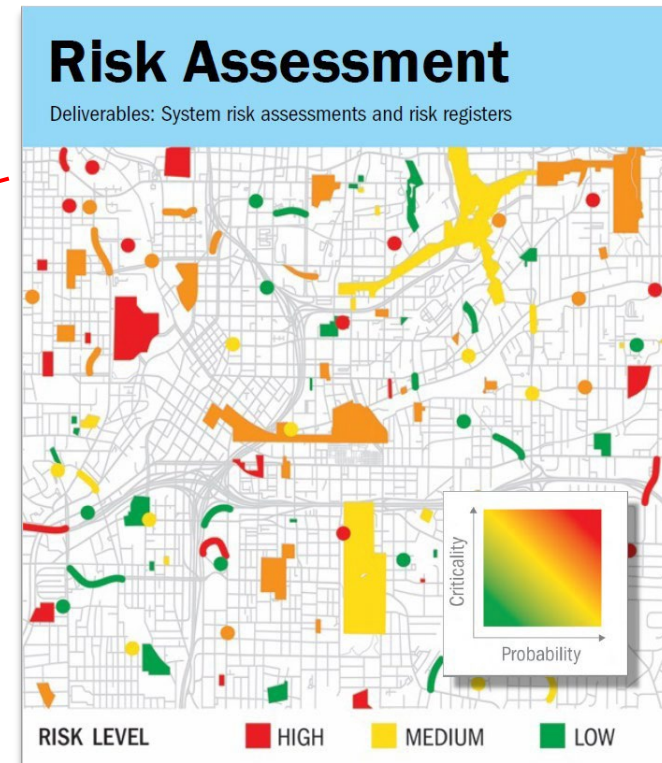 Risk Assessment
Deliverables: System risk assessments and risk registers
Criticality
Probability
RISK LEVEL HIGH MEDIUM LOW